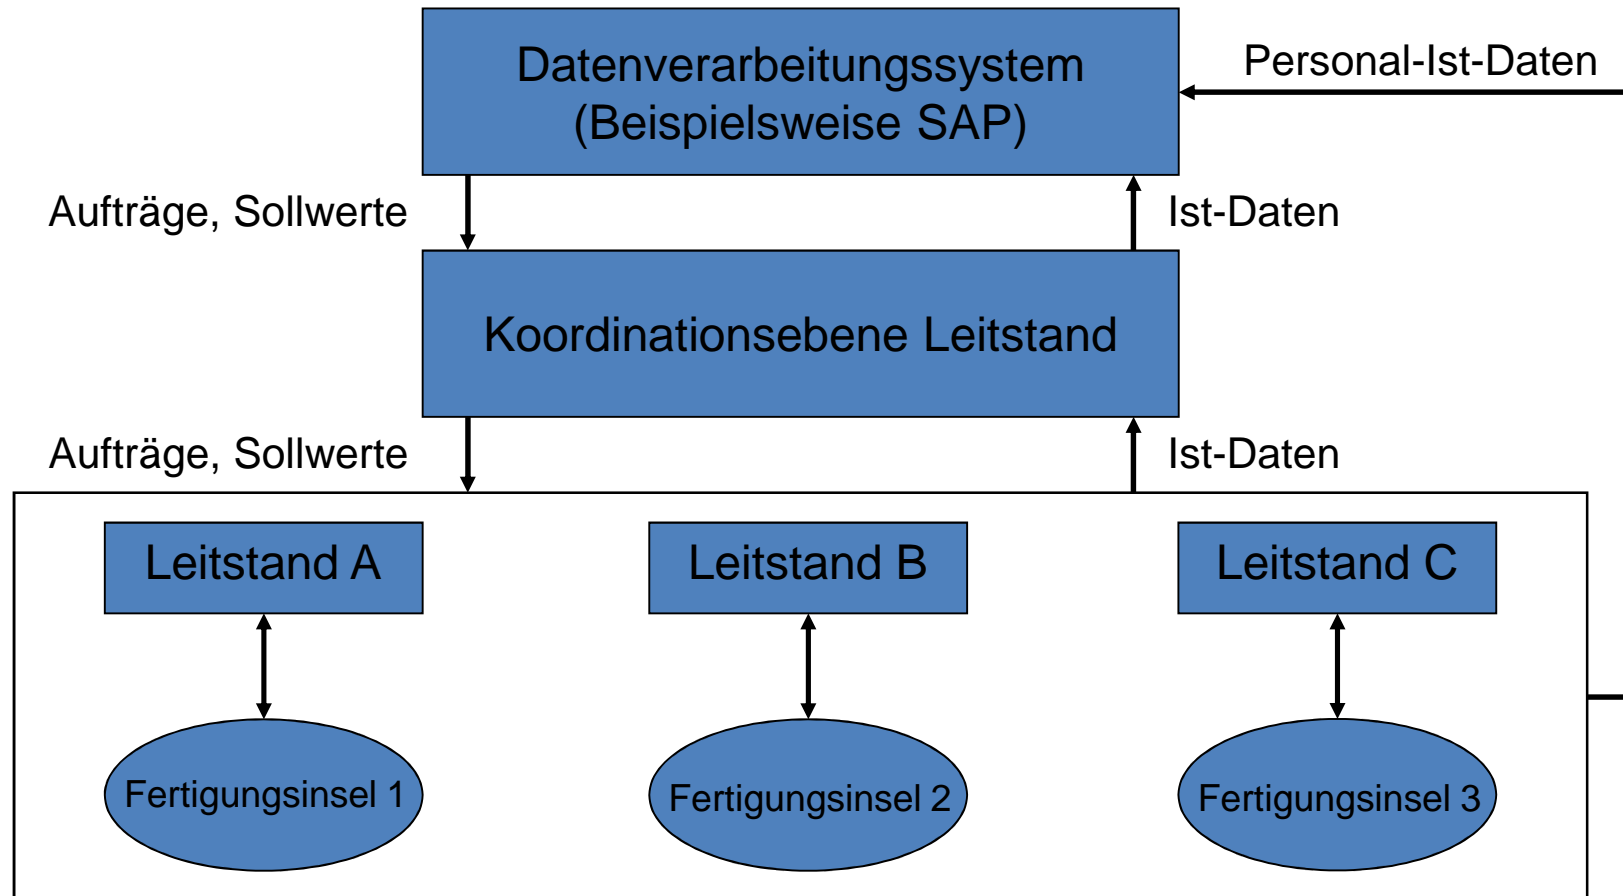 Datenverarbeitungssystem
(Beispielsweise SAP)
Personal-Ist-Daten
Aufträge, Sollwerte
Ist-Daten
Koordinationsebene Leitstand
Aufträge, Sollwerte
Ist-Daten
Leitstand A
Leitstand B
Leitstand C
Fertigungsinsel 1
Fertigungsinsel 2
Fertigungsinsel 3